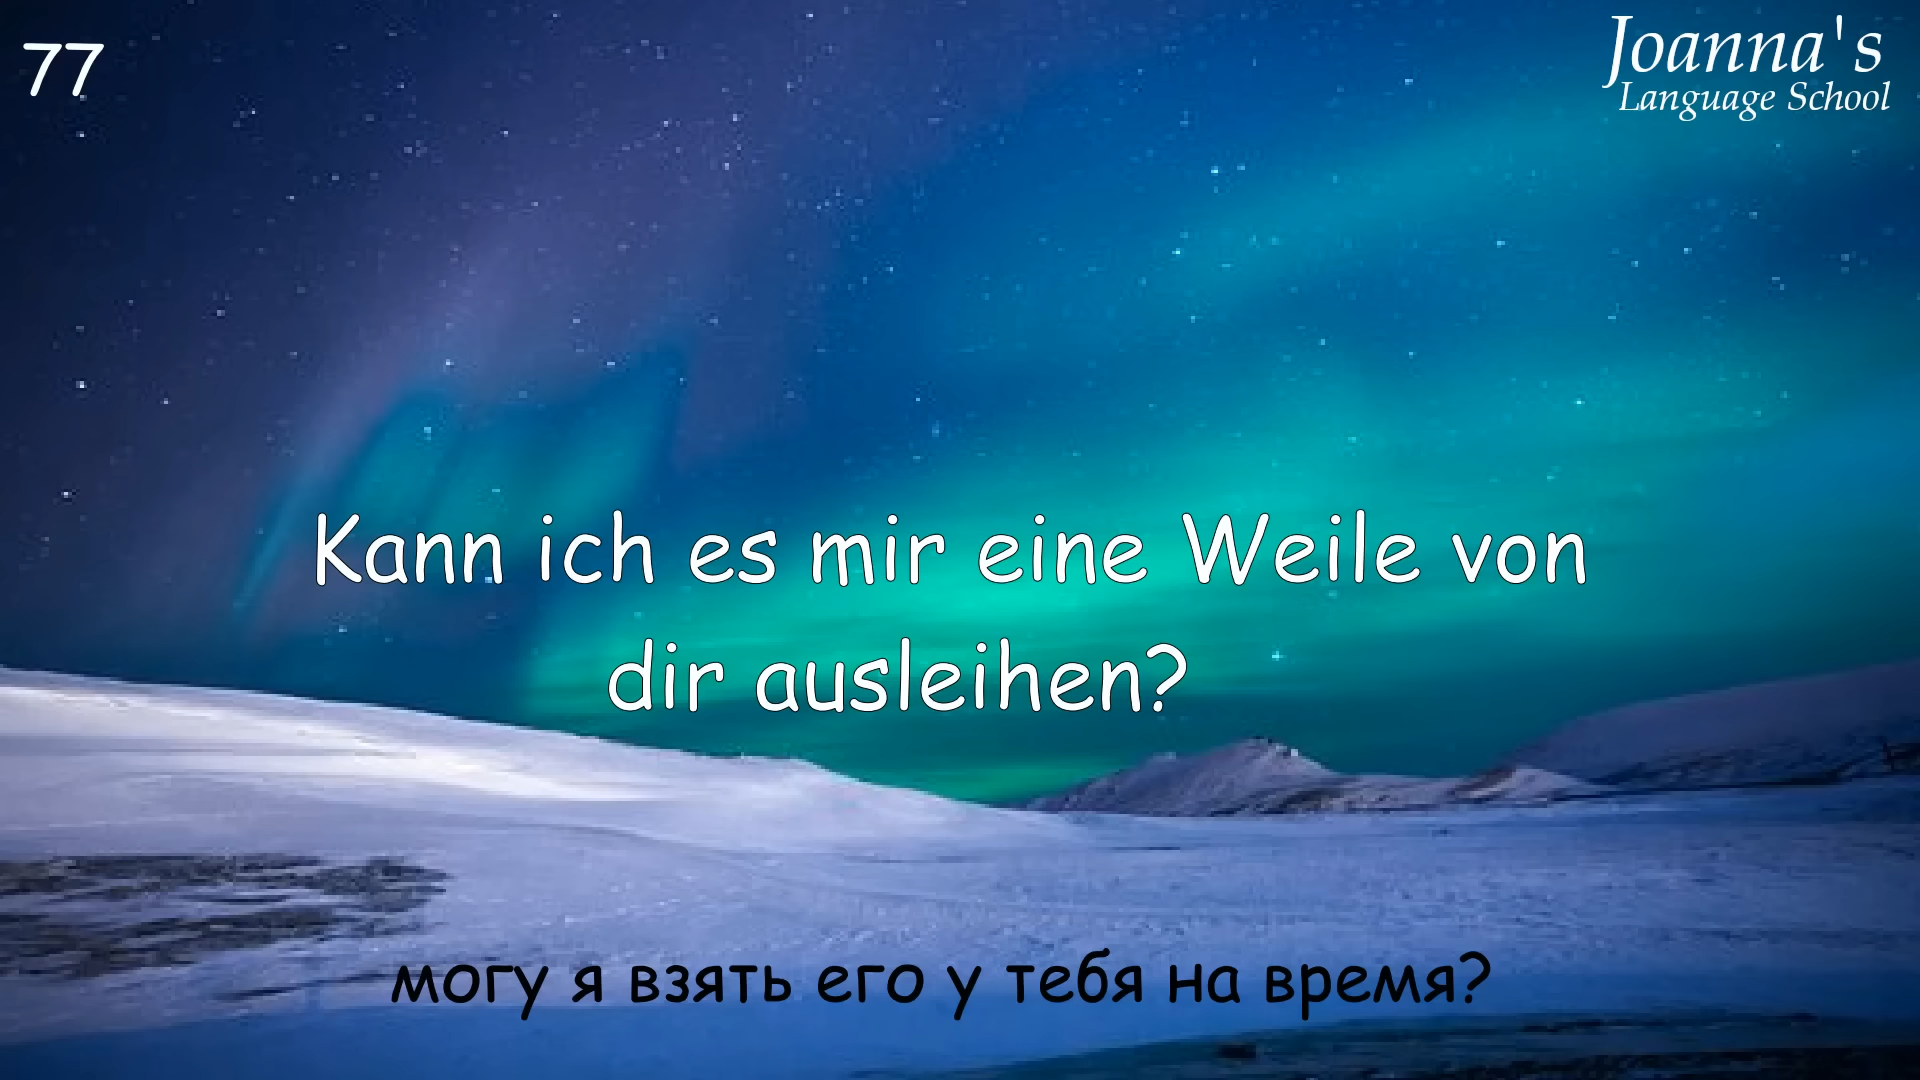 77
Joanna's
Language School
Kann ich es mir eine Weile von
dir ausleihen?
могу я взять его у тебя на время?